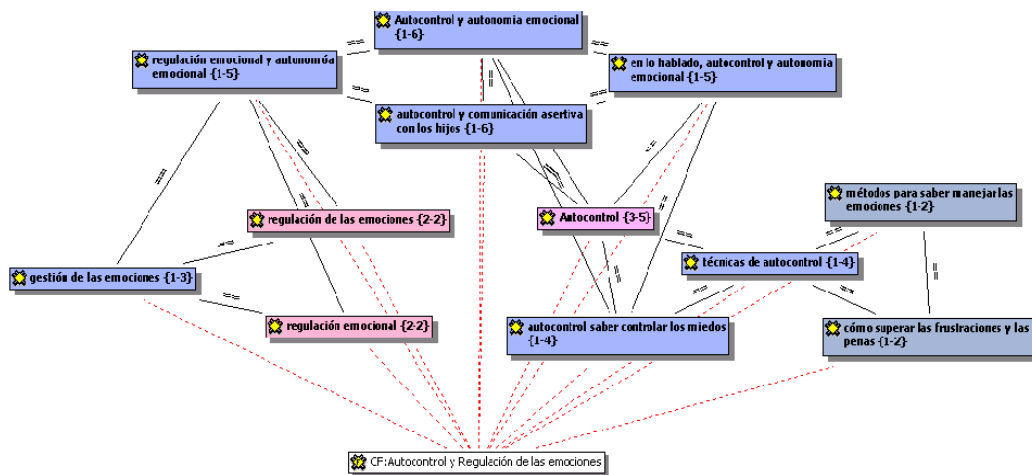 Autocontrol y autonomía emocional
{1-6}
regulación emocional y autonomóa
emocional {1-5}
en lo hablado, autocontrol y autonomía
emocional {1-5}
autocontrol y comunicación asertiva
con los hijos {1-6}
métodos para saber manejar las
emociones {1-2}
regulación de las emociones {2-2}
Autocontrol {3-5}
gestión de las emociones {1-3}
técnicas de autocontrol {1-4}
regulación emocional {2-2}
autocontrol saber controlar los miedos
{1-4}
cómo superar las frustraciones y las
penas {1-2}
CF:Autocontrol y Regulación de las emociones